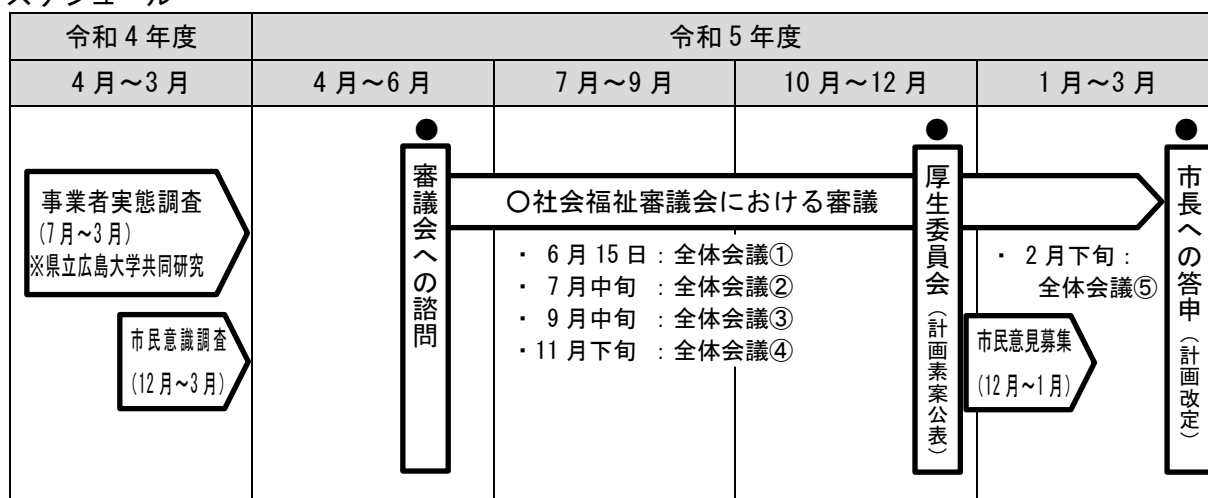 スケジュール
令和4年度
令和5年度
4月～3月
4月～6月
7月～9月
10月～12月
1月～3月
事業者実態調査
(7月～3月)
※県立広島大学共同研究
市民意識調査
(12月～3月)
●
審議会への諮問
〇社会福祉審議会における審議
・ 6月15日：全体会議①
・ 7月中旬 ：全体会議②
・ 9月中旬 ：全体会議③
・11月下旬 ：全体会議④
●
厚生委員会（計画素案公表）
・ 2月下旬：
全体会議⑤
市民意見募集
(12月～1月)
●
市長への答申（計画改定）